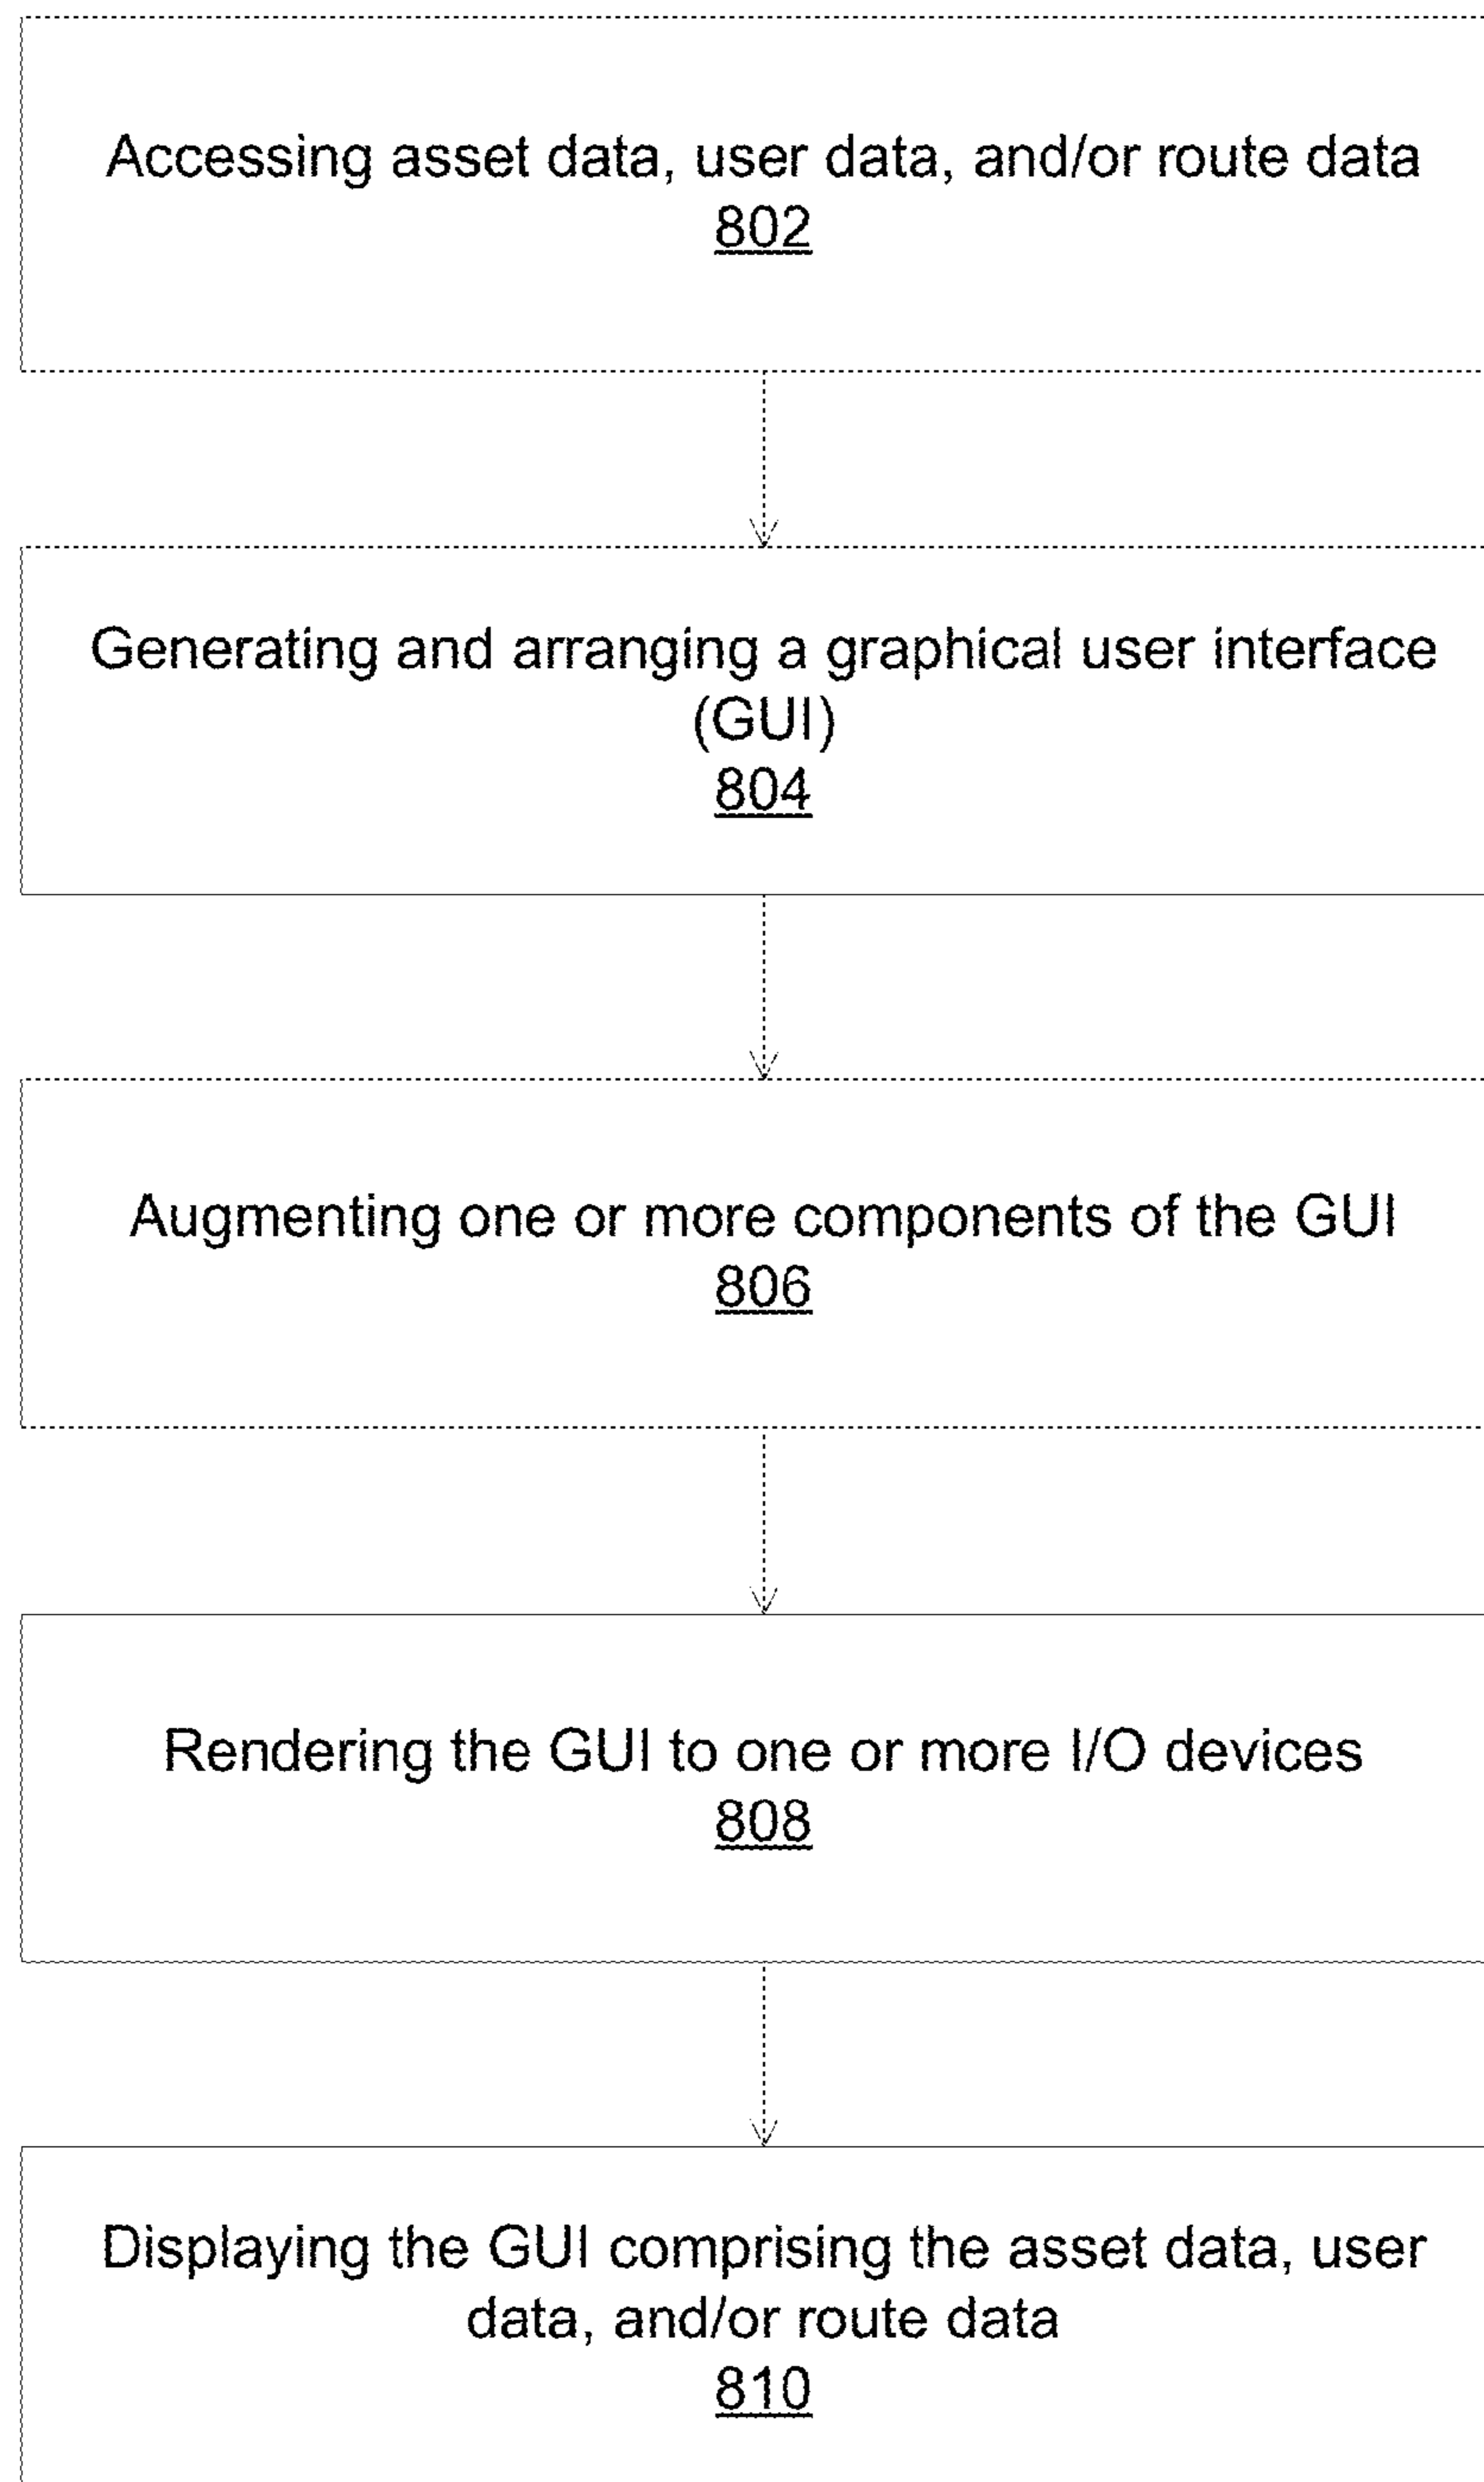 Accessing asset data, user data, and/or route data
802
Generating and arranging a graphical user interface
(GUI)
804
Augmenting one or more components of the GUI
806
Rendering the GUI to one or more I/O devices
808
Displaying the GUI comprising the asset data, user
data, and/or route data
810